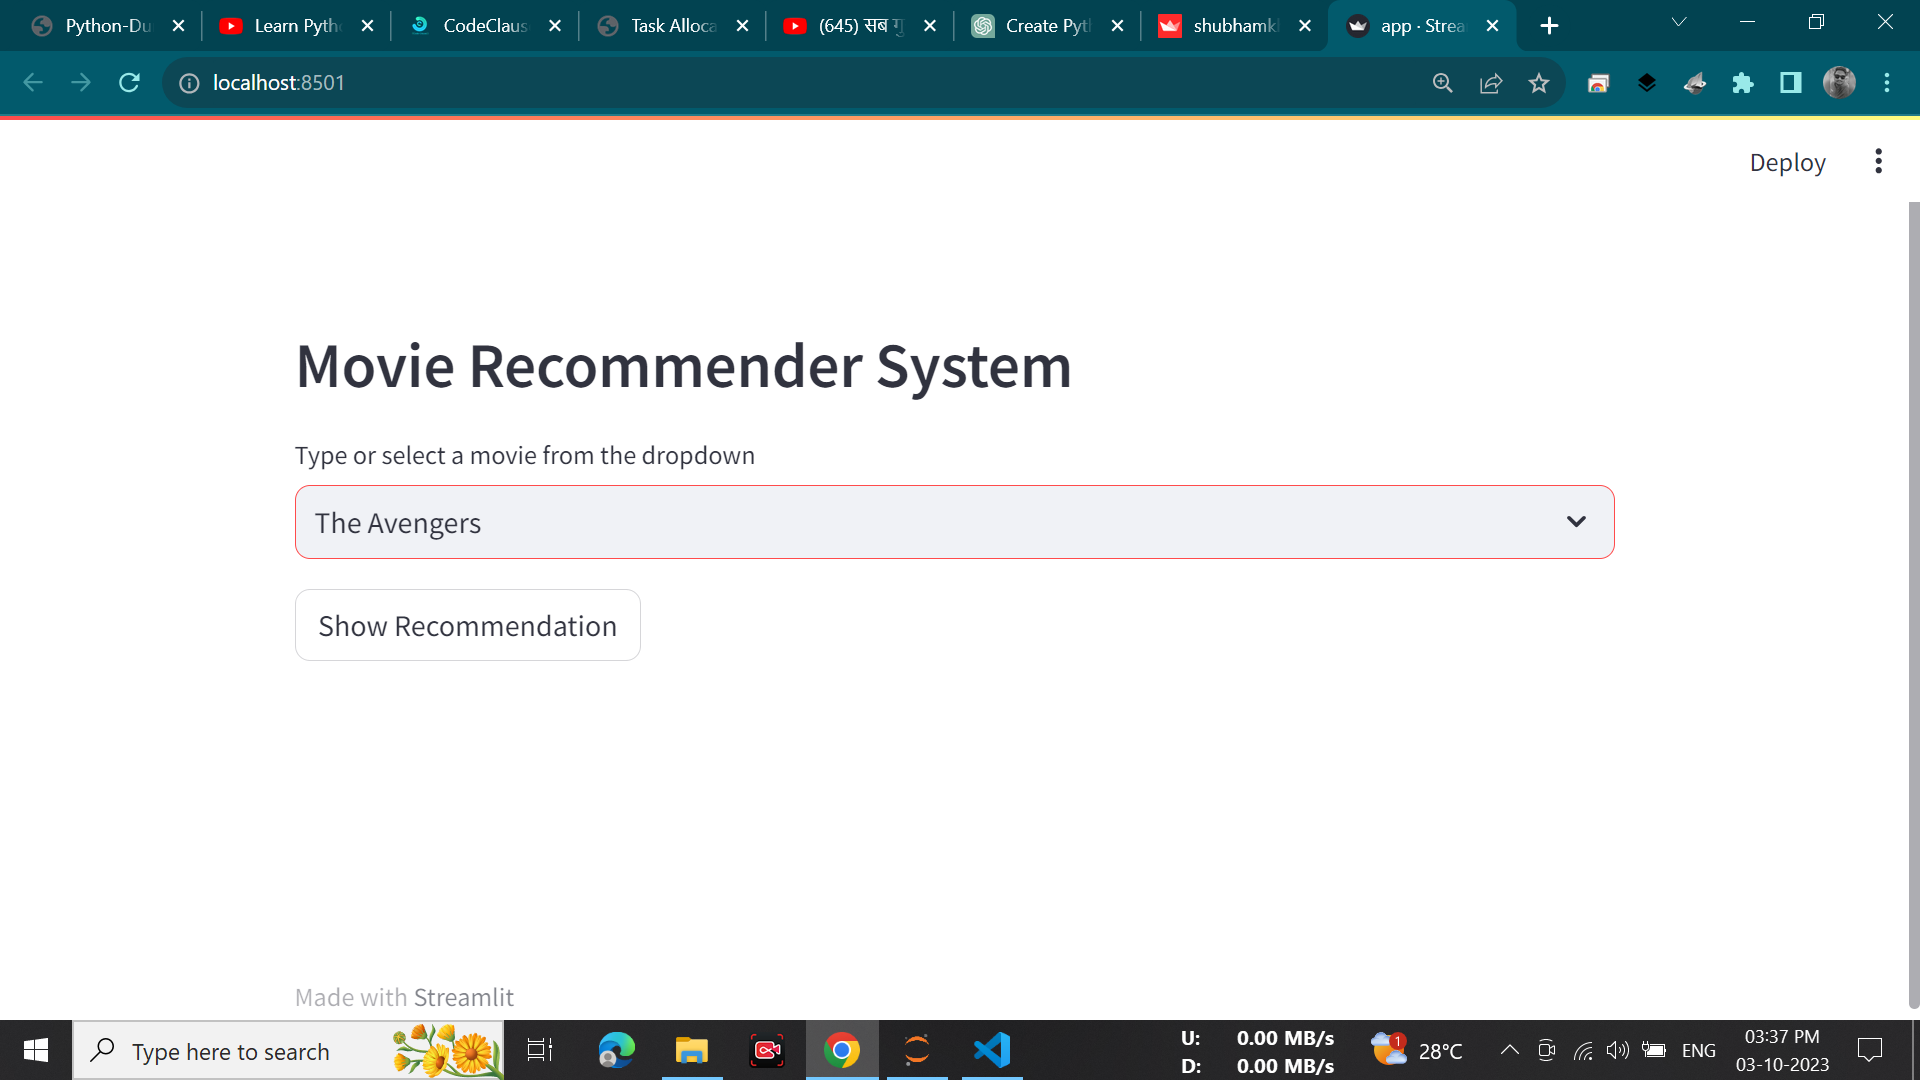 Python-Du
Learn Pytho
CodeClaus
Task Alloca
(645) सब गु
Create Pyt
shubhamkl
app · Strea
localhost:8501
Deploy
Movie Recommender System
Type or select a movie from the dropdown
The Avengers
Show Recommendation
Made with Streamlit
Type here to search
U: 0.00 MB/s
D: 0.00 MB/s
1
28°C
ENG
03:37 PM
03-10-2023